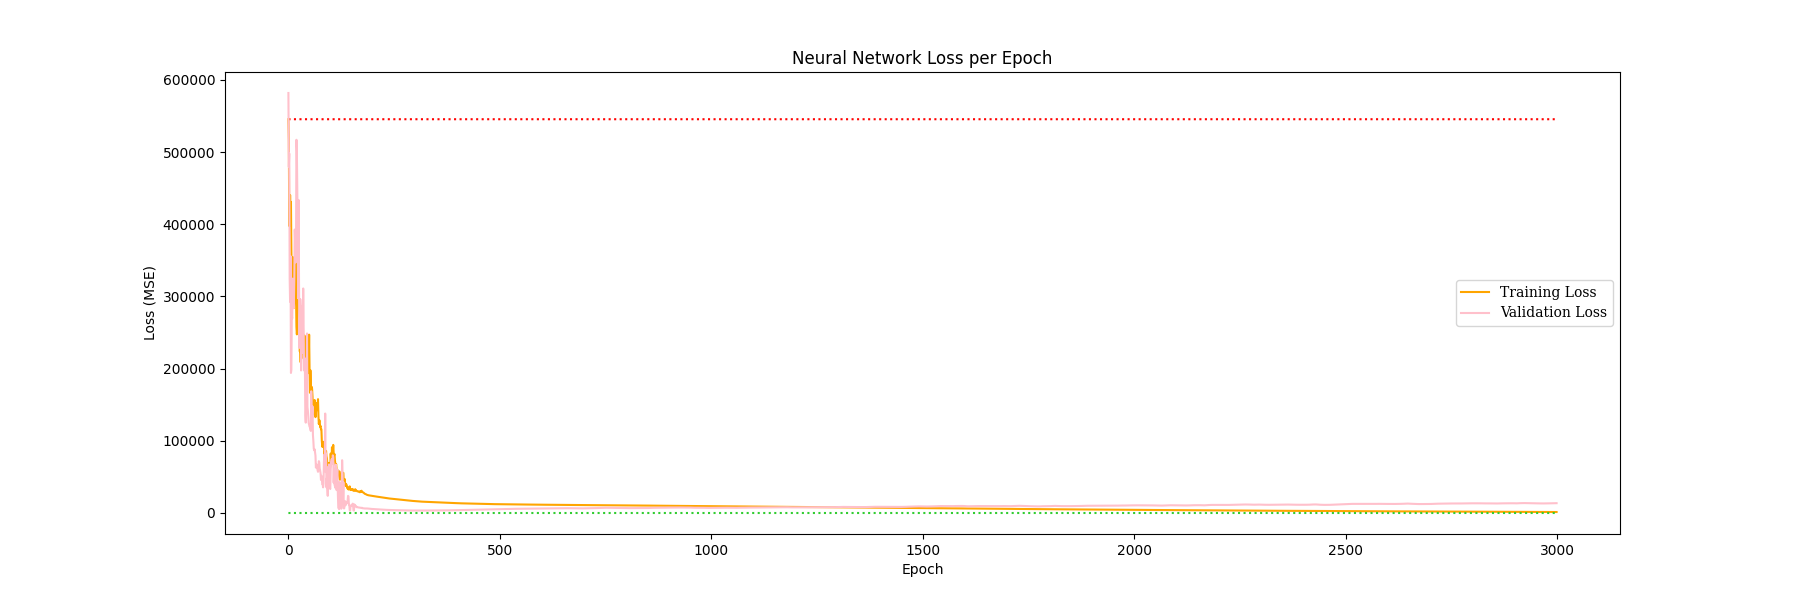 Neural Network Loss per Epoch
600000
500000
400000
300000
200000
100000
0
Loss (MSE)
Training Loss
Validation Loss
0
500
1000
1500
2000
2500
3000
Epoch